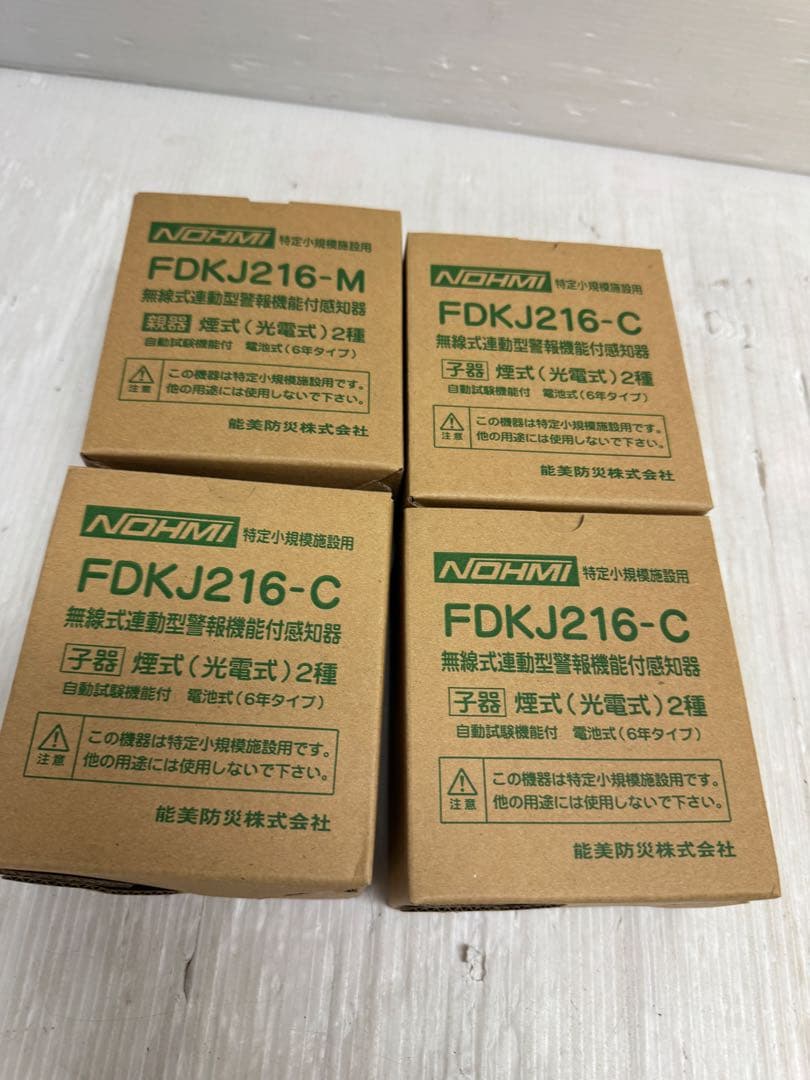 NOHMI 特定小規模施設用
FDKJ216-M
無線式連動型警報機能付感知器
親器 煙式(光電式)2種
自動試験機能付 電池式(6年タイプ)
注意
この機器は特定小規模施設用です。
他の用途には使用しないで下さい。
能美防災株式会社
NOHMI 特定小規模施設用
FDKJ216-C
無線式連動型警報機能付感知器
子器 煙式(光電式)2種
自動試験機能付 電池式(6年タイプ)
注意
この機器は特定小規模施設用です。
他の用途には使用しないで下さい。
能美防災株式会社
NOHMI 特定小規模施設用
FDKJ216-C
無線式連動型警報機能付感知器
子器 煙式(光電式)2種
自動試験機能付 電池式(6年タイプ)
注意
この機器は特定小規模施設用です。
他の用途には使用しないで下さい。
能美防災株式会社
NOHMI 特定小規模施設用
FDKJ216-C
無線式連動型警報機能付感知器
子器 煙式(光電式)2種
自動試験機能付 電池式(6年タイプ)
注意
この機器は特定小規模施設用です。
他の用途には使用しないで下さい。
能美防災株式会社